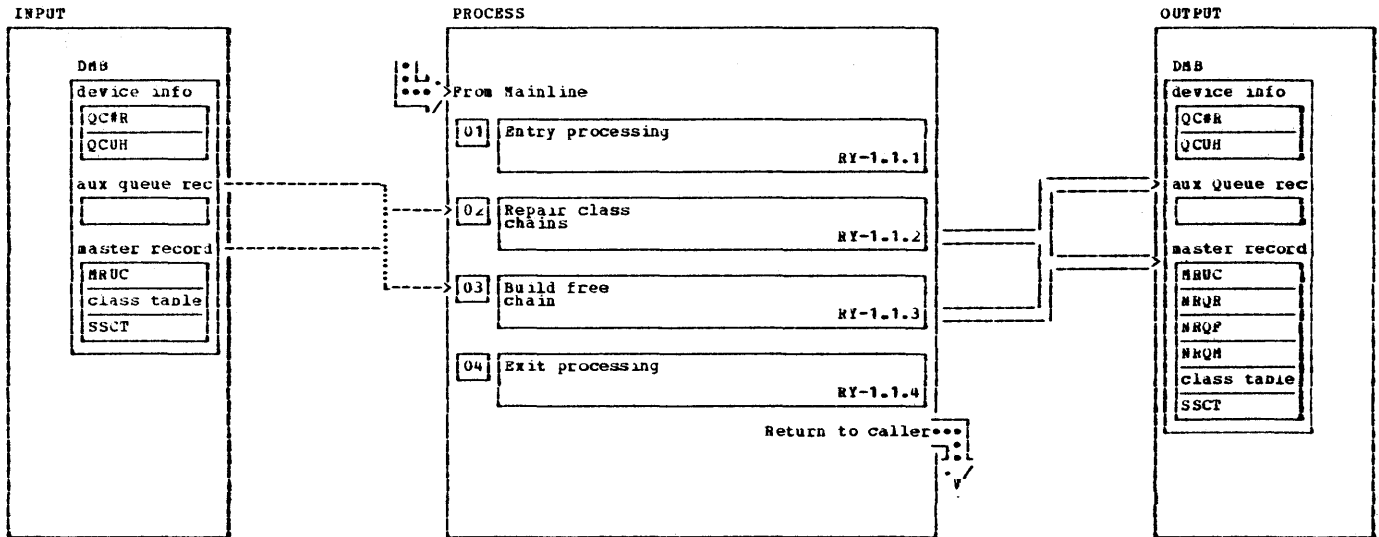 INPUT
DMB
device info
QC#R
QCUH
aux queue rec
master record
MRUC
class table
SSCT
PROCESS
From Mainline
01 Entry processing
RY-1.1.1
02 Repair class
chains
RY-1.1.2
03 Build free
chain
RY-1.1.3
04 Exit processing
RY-1.1.4
Return to caller
OUTPUT
DMB
device info
QC#R
QCUH
aux Queue rec
master record
MRUC
NRQR
NRQF
NRQM
class table
SSCT